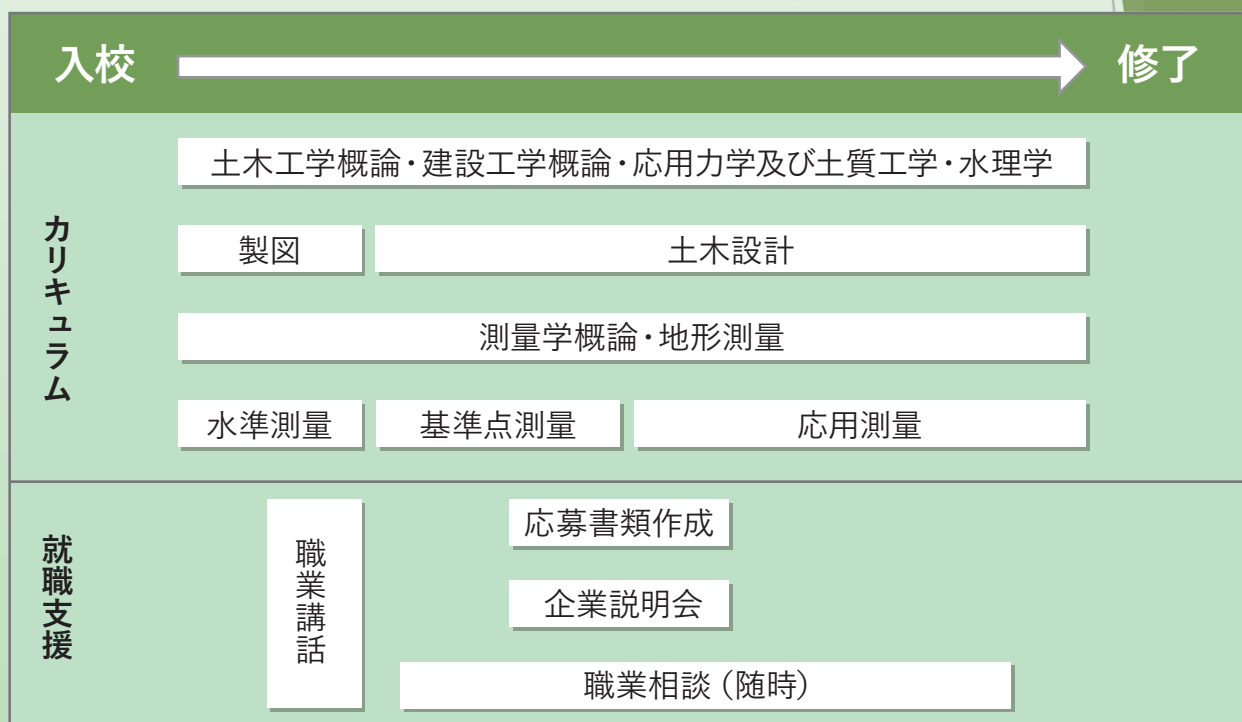 入校
修了
カリキュラム
土木工学概論・建設工学概論・応用力学及び土質工学・水理学
製図
土木設計
測量学概論・地形測量
水準測量
基準点測量
応用測量
就職支援
職業講話
応募書類作成
企業説明会
職業相談（随時）